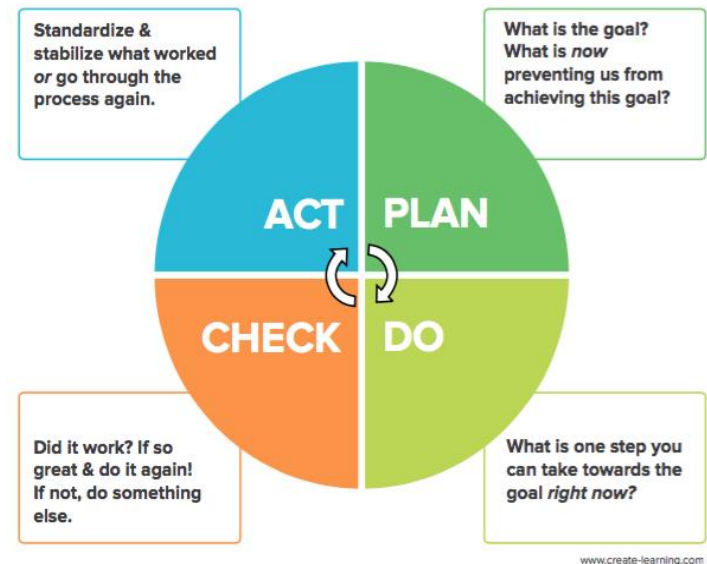 Standardize &
stabilize what worked
or go through the
process again.
What is the goal?
What is now
preventing us from
achieving this goal?
ACT
PLAN
CHECK
DO
Did it work? If so
great & do it again!
If not, do something
else.
What is one step you
can take towards the
goal right now?
www.create-learning.com